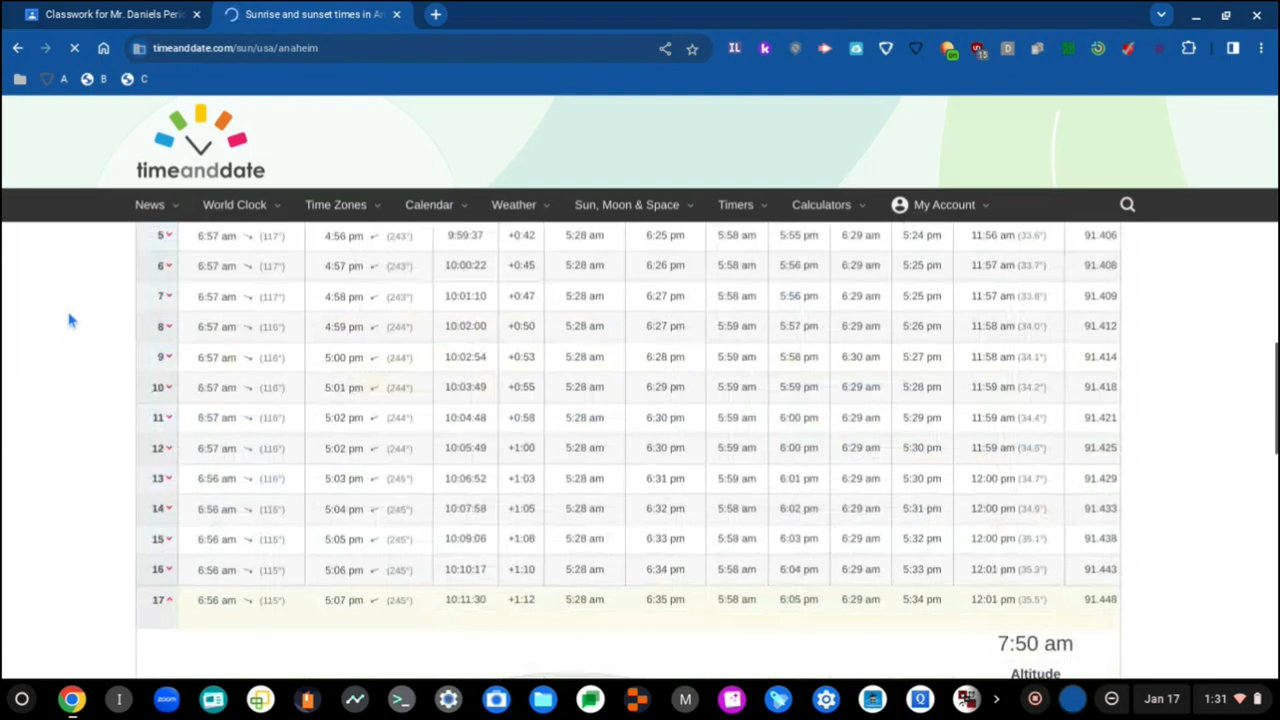 Classwork for Mr. Daniels Peri
Sunrise and sunset times in An
timeanddate.com/sun/usa/anaheim
A B C
timeanddate
News World Clock Time Zones Calendar Weather Sun, Moon & Space Timers Calculators My Account
5 6:57 am (117°) 4:56 pm (243°) 9:59:37 +0:42 5:28 am 6:25 pm 5:58 am 5:55 pm 6:29 am 5:24 pm 11:56 am (33.6°) 91.406
6 6:57 am (117°) 4:57 pm (243°) 10:00:22 +0:45 5:28 am 6:26 pm 5:58 am 5:56 pm 6:29 am 5:25 pm 11:57 am (33.7°) 91.408
7 6:57 am (117°) 4:58 pm (243°) 10:01:10 +0:47 5:28 am 6:27 pm 5:58 am 5:56 pm 6:29 am 5:25 pm 11:57 am (33.8°) 91.409
8 6:57 am (116°) 4:59 pm (244°) 10:02:00 +0:50 5:28 am 6:27 pm 5:59 am 5:57 pm 6:29 am 5:26 pm 11:58 am (34.0°) 91.412
9 6:57 am (116°) 5:00 pm (244°) 10:02:54 +0:53 5:28 am 6:28 pm 5:59 am 5:58 pm 6:30 am 5:27 pm 11:58 am (34.1°) 91.414
10 6:57 am (116°) 5:01 pm (244°) 10:03:49 +0:55 5:28 am 6:29 pm 5:59 am 5:59 pm 6:29 am 5:28 pm 11:59 am (34.2°) 91.418
11 6:57 am (116°) 5:02 pm (244°) 10:04:48 +0:58 5:28 am 6:30 pm 5:59 am 6:00 pm 6:29 am 5:29 pm 11:59 am (34.4°) 91.421
12 6:57 am (116°) 5:02 pm (244°) 10:05:49 +1:00 5:28 am 6:30 pm 5:59 am 6:00 pm 6:29 am 5:30 pm 11:59 am (34.6°) 91.425
13 6:56 am (116°) 5:03 pm (245°) 10:06:52 +1:03 5:28 am 6:31 pm 5:59 am 6:01 pm 6:29 am 5:30 pm 12:00 pm (34.7°) 91.429
14 6:56 am (115°) 5:04 pm (245°) 10:07:58 +1:05 5:28 am 6:32 pm 5:58 am 6:02 pm 6:29 am 5:31 pm 12:00 pm (34.9°) 91.433
15 6:56 am (115°) 5:05 pm (245°) 10:09:06 +1:08 5:28 am 6:33 pm 5:58 am 6:03 pm 6:29 am 5:32 pm 12:00 pm (35.1°) 91.438
16 6:56 am (115°) 5:06 pm (245°) 10:10:17 +1:10 5:28 am 6:34 pm 5:58 am 6:04 pm 6:29 am 5:33 pm 12:01 pm (35.3°) 91.443
17 6:56 am (115°) 5:07 pm (245°) 10:11:30 +1:12 5:28 am 6:35 pm 5:58 am 6:05 pm 6:29 am 5:34 pm 12:01 pm (35.5°) 91.448
7:50 am
Altitude
zoom
Jan 17 1:31